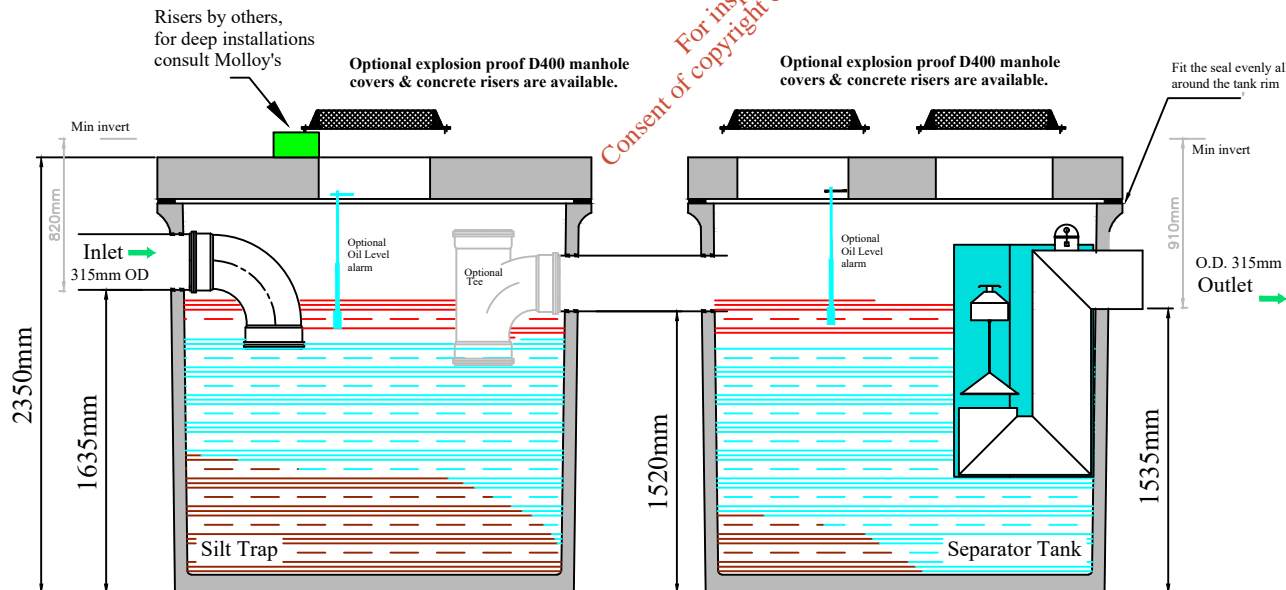 Risers by others,
for deep installations
consult Molloy's
Optional explosion proof D400 manhole
covers & concrete risers are available.
For insp
Consent of copyright
Optional explosion proof D400 manhole
covers & concrete risers are available.
Fit the seal evenly al
around the tank rim
Min invert
820mm
Inlet
315mm OD
Optional
Oil Level
alarm
Optional
Tee
Optional
Oil Level
alarm
Min invert
910mm
O.D. 315mm
Outlet
2350mm
1635mm
1520mm
1535mm
Silt Trap
Separator Tank